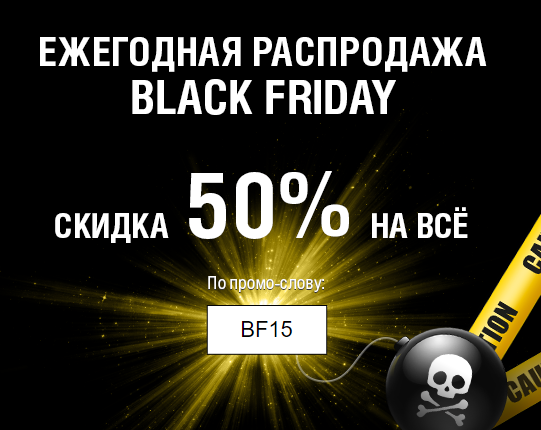 ЕЖЕГОДНАЯ РАСПРОДАЖА
BLACK FRIDAY
СКИДКА 50% НА ВСЁ
По промо-слову:
BF15